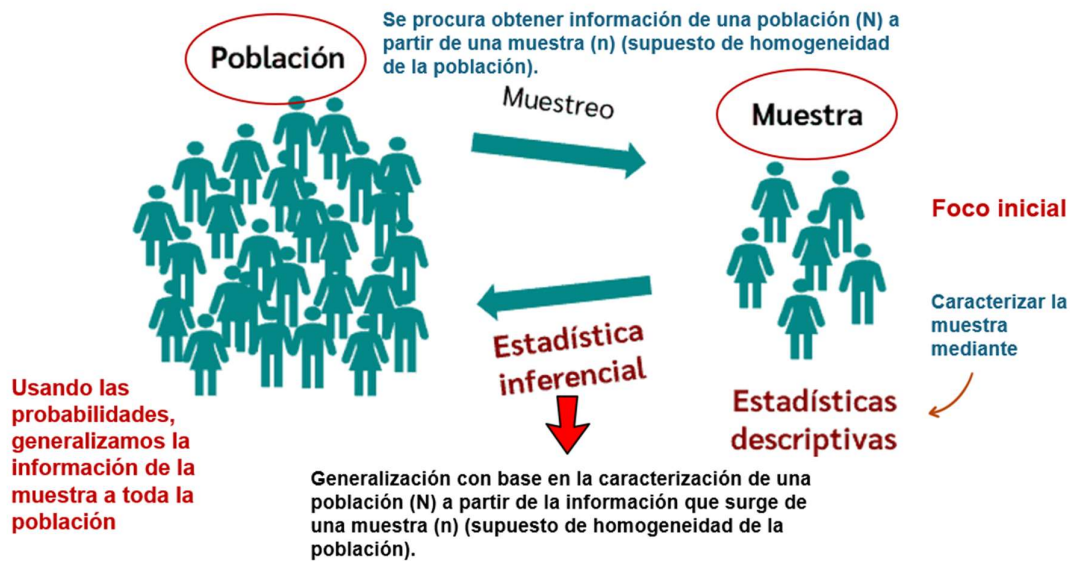 Se procura obtener información de una población (N) a
partir de una muestra (n) (supuesto de homogeneidad
de la población).
Población
Muestreo
Muestra
Foco inicial
Caracterizar la
muestra
mediante
Estadística
inferencial
Estadísticas
descriptivas
Usando las
probabilidades,
generalizamos la
información de la
muestra a toda la
población
Generalización con base en la caracterización de una
población (N) a partir de la información que surge de
una muestra (n) (supuesto de homogeneidad de la
población).